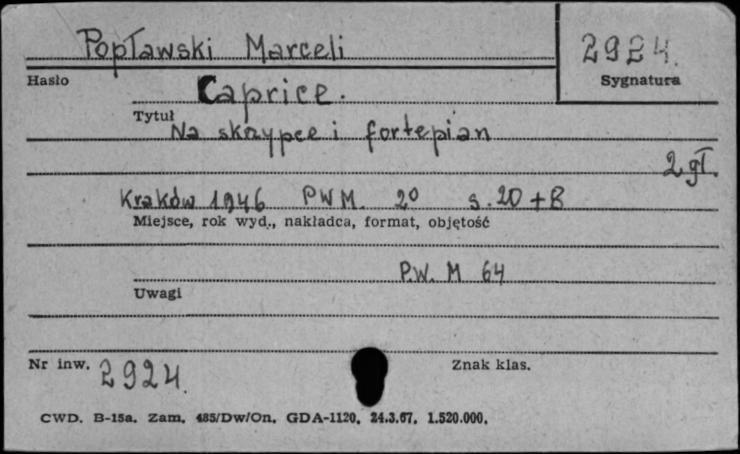 Popławski Marceli
2924.
Hasło
Sygnatura
Caprice.
Tytuł
Na skrzypce i fortepian
2 gł.
Kraków 1946 PWM. 2º s. 20 + 8
Miejsce, rok wyd., nakładca, format, objętość
P.W. M 64
Uwagi
Nr inw. 2924
Znak klas.
CWD. B-15a. Zam. 485/Dw/On. GDA-1120. 24.3.67. 1.520.000.